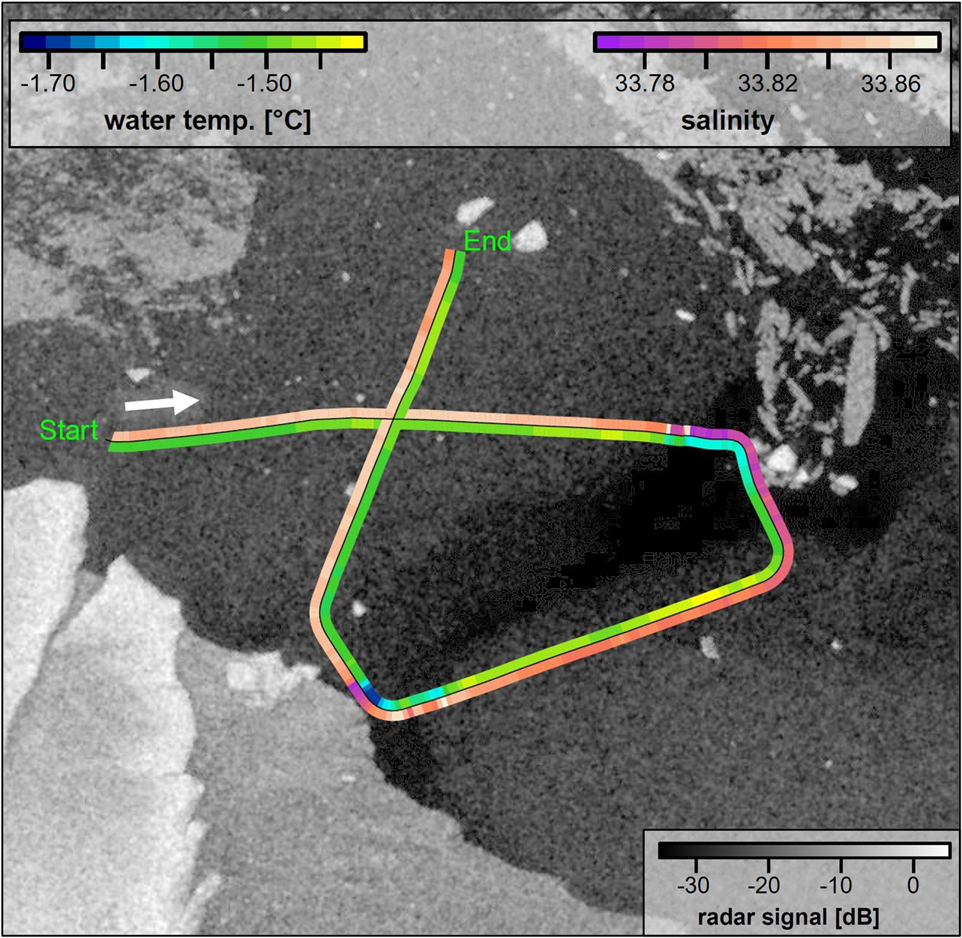 -1.70 -1.60 -1.50
water temp. [°C]
33.78 33.82 33.86
salinity
End
Start
-30 -20 -10 0
radar signal [dB]